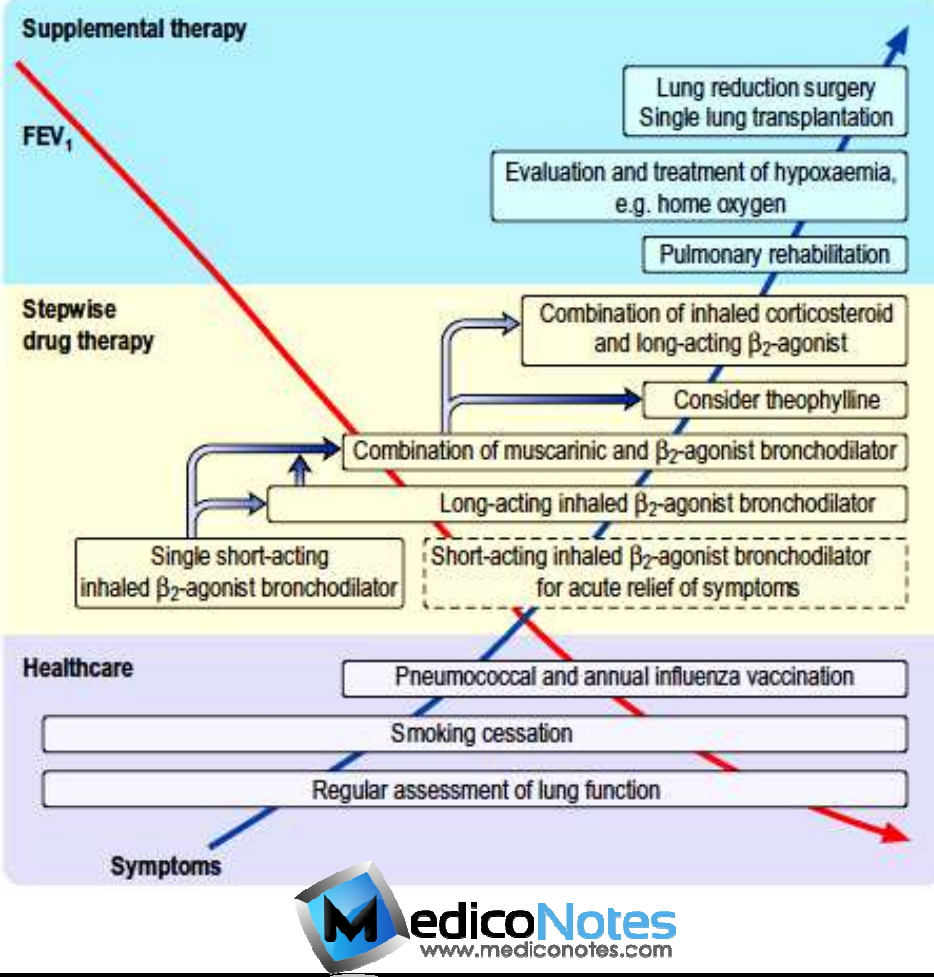 Supplemental therapy
FEV₁
Lung reduction surgery
Single lung transplantation
Evaluation and treatment of hypoxaemia,
e.g. home oxygen
Pulmonary rehabilitation
Stepwise
drug therapy
Combination of inhaled corticosteroid
and long-acting β₂-agonist
Consider theophylline
Combination of muscarinic and β₂-agonist bronchodilator
Long-acting inhaled β₂-agonist bronchodilator
Single short-acting
inhaled β₂-agonist bronchodilator
Short-acting inhaled β₂-agonist bronchodilator
for acute relief of symptoms
Healthcare
Pneumococcal and annual influenza vaccination
Smoking cessation
Regular assessment of lung function
Symptoms
MedicoNotes
www.mediconotes.com